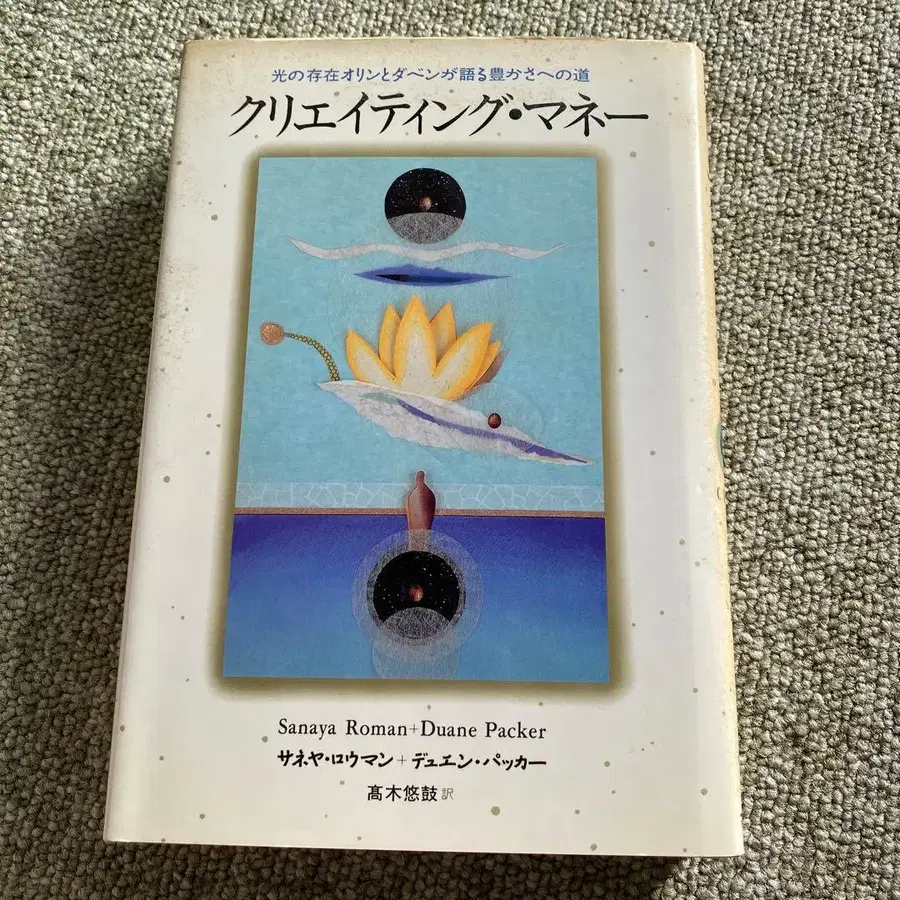 光の存在オリンとダベンが語る豊かさへの道
クリエイティング・マネー
Sanaya Roman+Duane Packer
サネヤ・ロウマン+デュエン・パッカー
髙木悠鼓訳